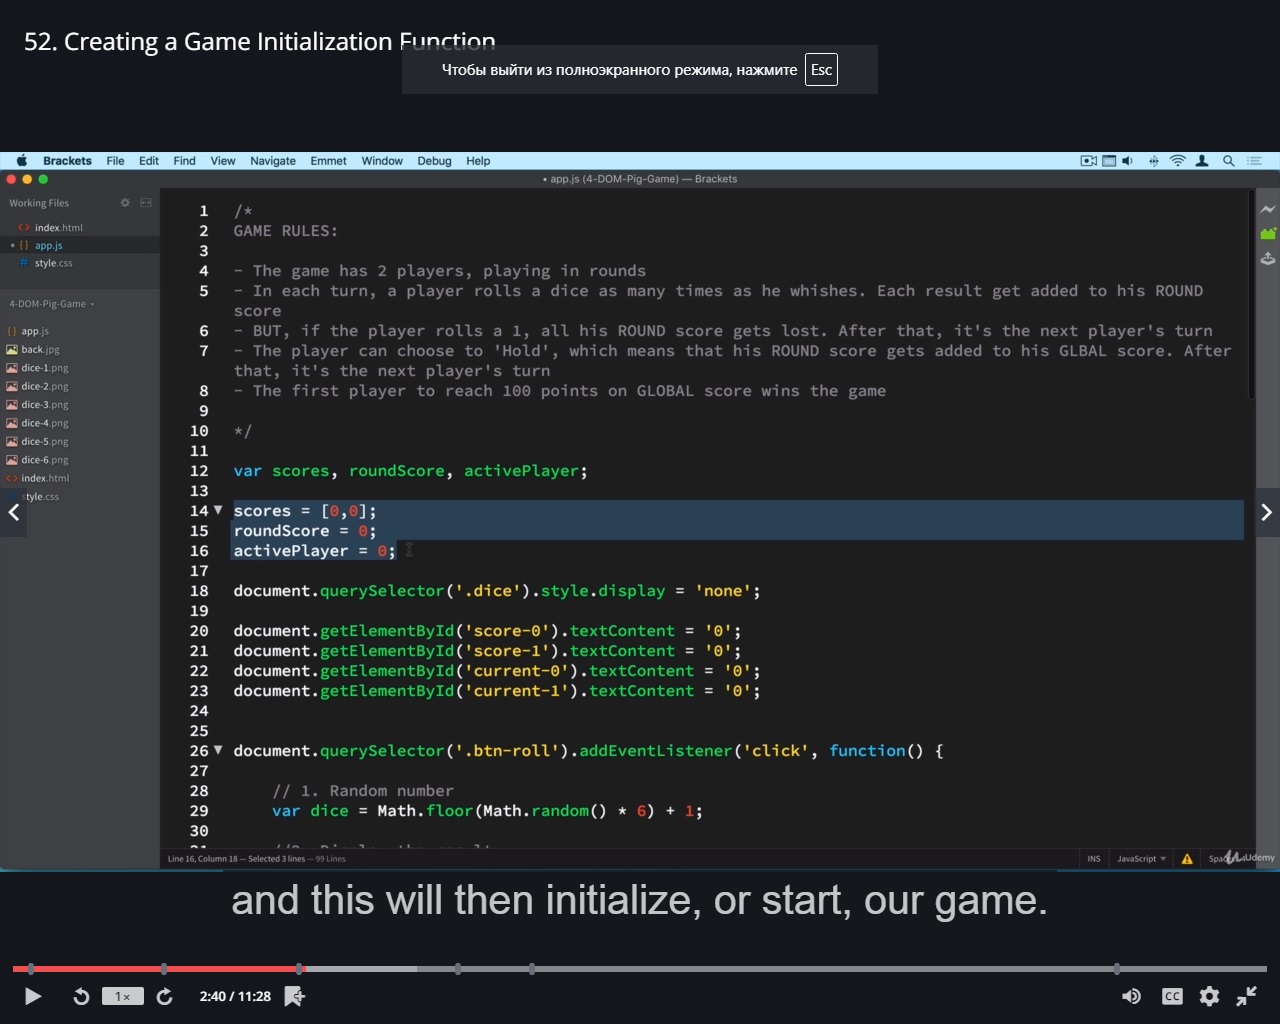 52. Creating a Game Initialization Function
Чтобы выйти из полноэкранного режима, нажмите Esc
Brackets File Edit Find View Navigate Emmet Window Debug Help
• app.js (4-DOM-Pig-Game) — Brackets
Working Files
index.html
app.js
style.css
4-DOM-Pig-Game
app.js
back.jpg
dice-1.png
dice-2.png
dice-3.png
dice-4.png
dice-5.png
dice-6.png
index.html
style.css
1 /*
2 GAME RULES:
3
4 - The game has 2 players, playing in rounds
5 - In each turn, a player rolls a dice as many times as he whishes. Each result get added to his ROUND
score
6 - BUT, if the player rolls a 1, all his ROUND score gets lost. After that, it's the next player's turn
7 - The player can choose to 'Hold', which means that his ROUND score gets added to his GLBAL score. After
that, it's the next player's turn
8 - The first player to reach 100 points on GLOBAL score wins the game
9
10 */
11
12 var scores, roundScore, activePlayer;
13
14 scores = [0,0];
15 roundScore = 0;
16 activePlayer = 0;
17
18 document.querySelector('.dice').style.display = 'none';
19
20 document.getElementById('score-0').textContent = '0';
21 document.getElementById('score-1').textContent = '0';
22 document.getElementById('current-0').textContent = '0';
23 document.getElementById('current-1').textContent = '0';
24
25
26 document.querySelector('.btn-roll').addEventListener('click', function() {
27
28 // 1. Random number
29 var dice = Math.floor(Math.random() * 6) + 1;
30
Line 16, Column 18 — Selected 3 lines — 99 Lines
INS JavaScript Udemy
and this will then initialize, or start, our game.
1x 2:40 / 11:28 CC